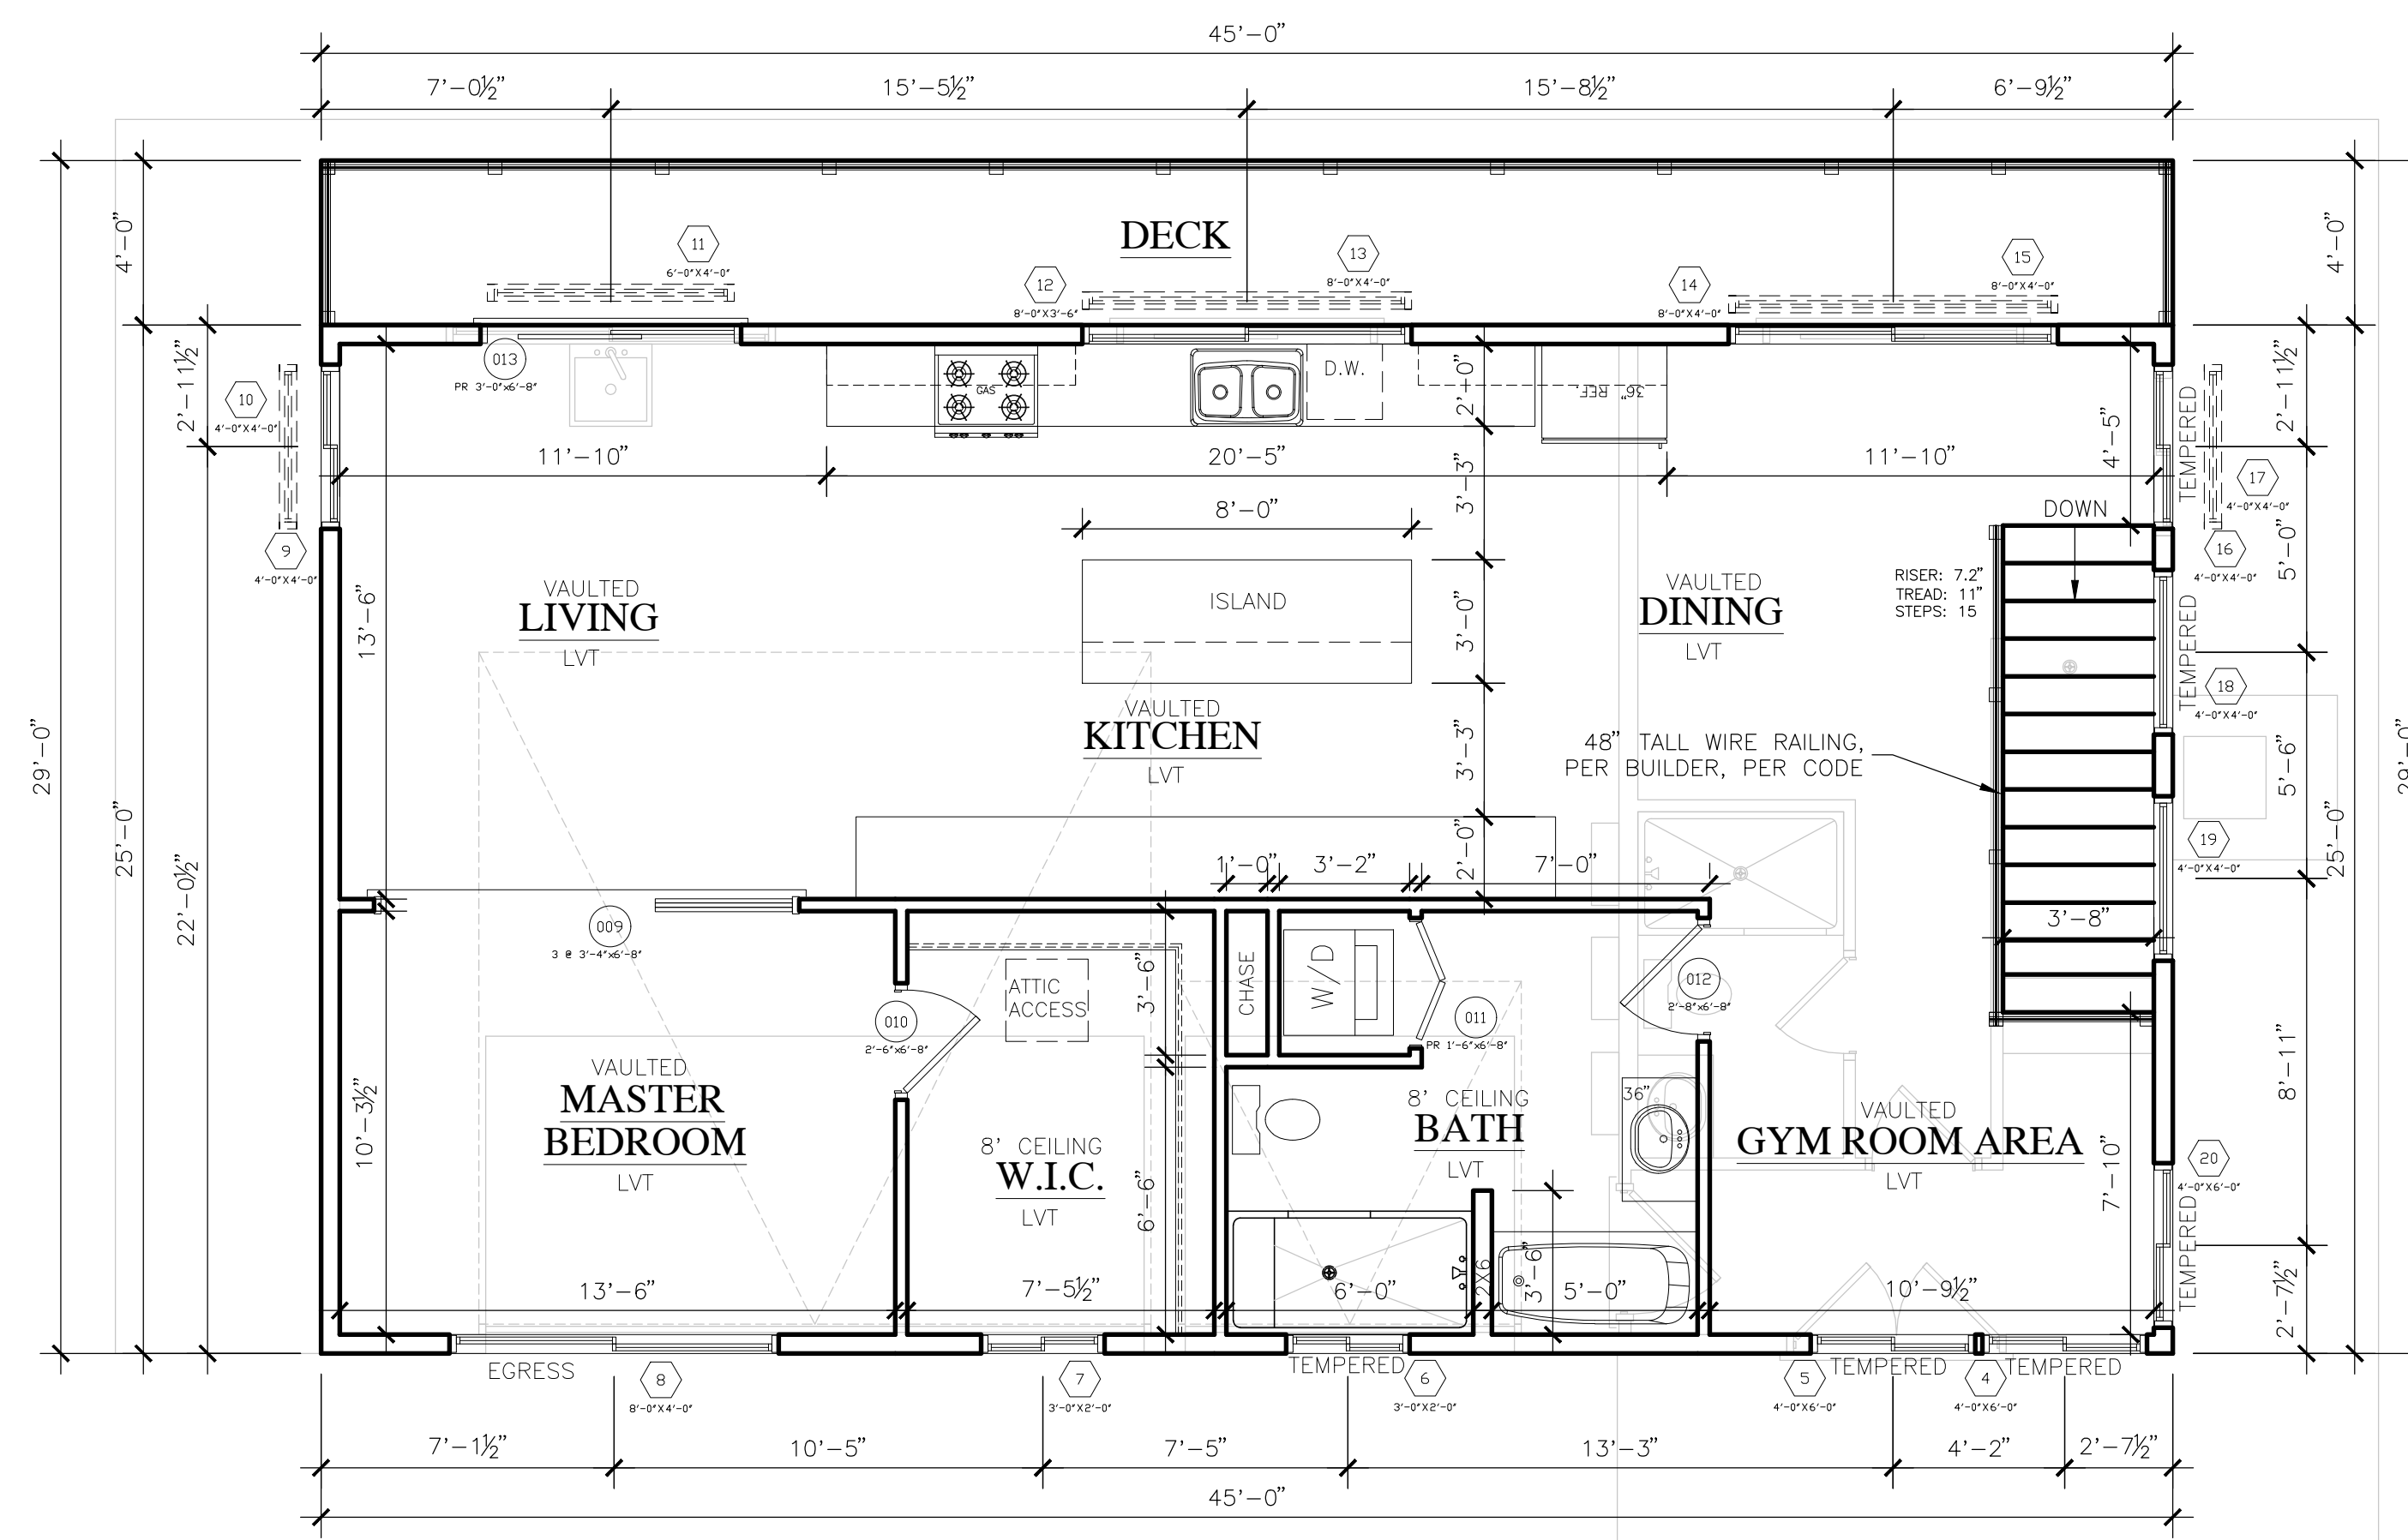 45'-0"
7'-0½" 15'-5½" 15'-8½" 6'-9½"
4'-0"
DECK
4'-0"
11
6'-0"X4'-0"
12
8'-0"X3'-6"
13
8'-0"X4'-0"
14
8'-0"X4'-0"
15
8'-0"X4'-0"
013
PR 3'-0"x6'-8"
GAS
D.W.
36" REF.
2'-0"
2'-11½"
10
4'-0"X4'-0"
9
4'-0"X4'-0"
4'-5"
TEMPERED
2'-11½"
17
4'-0"X4'-0"
16
4'-0"X4'-0"
11'-10" 20'-5" 11'-10"
3'-3"
8'-0"
DOWN
5'-0"
13'-6"
VAULTED
LIVING
LVT
ISLAND
3'-0"
VAULTED
DINING
LVT
RISER: 7.2"
TREAD: 11"
STEPS: 15
TEMPERED
18
4'-0"X4'-0"
VAULTED
KITCHEN
LVT
3'-3"
48" TALL WIRE RAILING,
PER BUILDER, PER CODE
5'-6"
29'-0"
25'-0"
22'-0½"
29'-0"
25'-0"
19
4'-0"X4'-0"
2'-0"
1'-0" 3'-2" 7'-0"
3'-8"
009
3 @ 3'-4"x6'-8"
010
2'-6"x6'-8"
ATTIC
ACCESS
3'-6"
CHASE
W/D
011
PR 1'-6"x6'-8"
012
2'-8"x6'-8"
8'-11"
10'-3½"
VAULTED
MASTER
BEDROOM
LVT
8' CEILING
W.I.C.
LVT
6'-6"
8' CEILING
BATH
LVT
36"
VAULTED
GYM ROOM AREA
LVT
7'-10"
20
4'-0"X6'-0"
TEMPERED
2'-7½"
13'-6" 7'-5½" 6'-0" 2X6 3'-6" 5'-0" 10'-9½"
EGRESS
8
8'-0"X4'-0"
7
3'-0"X2'-0"
TEMPERED
6
3'-0"X2'-0"
5
4'-0"X6'-0"
TEMPERED
4
4'-0"X6'-0"
TEMPERED
7'-1½" 10'-5" 7'-5" 13'-3" 4'-2" 2'-7½"
45'-0"